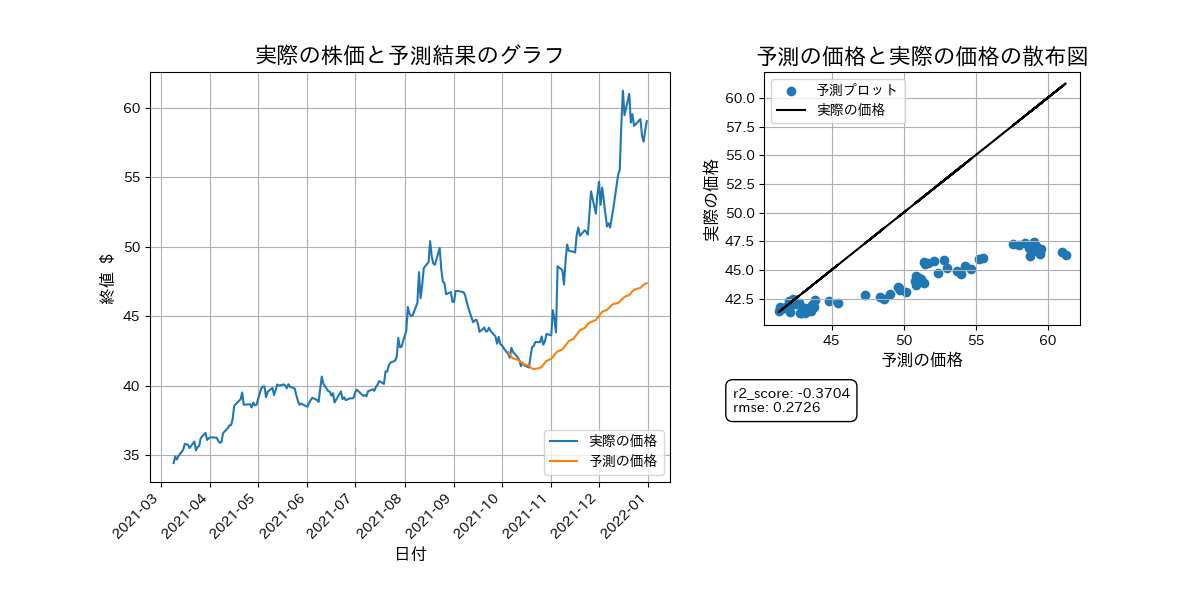 実際の株価と予測結果のグラフ
60
55
50
45
40
35
終値 $
2021-03
2021-04
2021-05
2021-06
2021-07
2021-08
2021-09
2021-10
2021-11
2021-12
2022-01
日付
実際の価格
予測の価格
予測の価格と実際の価格の散布図
予測プロット
実際の価格
60.0
57.5
55.0
52.5
50.0
47.5
45.0
42.5
実際の価格
45
50
55
60
予測の価格
r2_score: -0.3704
rmse: 0.2726